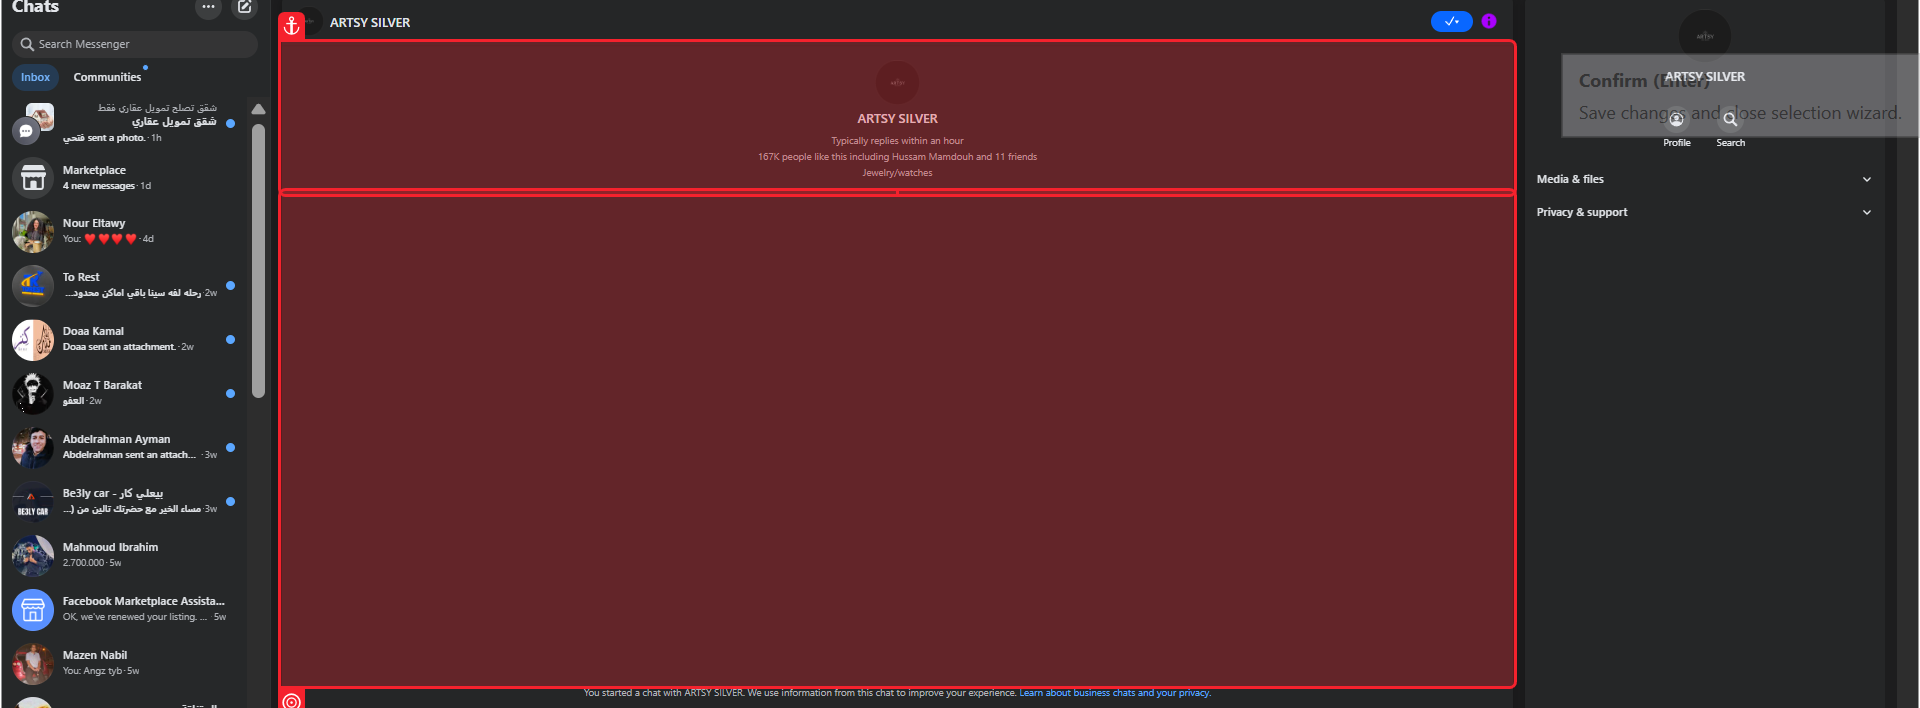 Chats
Search Messenger
Inbox
Communities
شقق تصلح تمويل عقاري فقط
شقق تمويل عقاري
فتحي sent a photo. · 1h
Marketplace
4 new messages · 1d
Nour Eltawy
You: ❤️❤️❤️❤️ · 4d
To Rest
رحله لفه سينا باقي اماكن محدود... · 2w
Doaa Kamal
Doaa sent an attachment. · 2w
Moaz T Barakat
العفو · 2w
Abdelrahman Ayman
Abdelrahman sent an attach... · 3w
Be3ly car - بيعلي كار
مساء الخير مع حضرتك تالين من (... · 3w
BE3LY CAR
Mahmoud Ibrahim
2.700.000 · 5w
Facebook Marketplace Assista...
OK, we've renewed your listing. ... 5w
Mazen Nabil
You: Angz tyb · 5w
ARTSY SILVER
ARTSY
ARTSY SILVER
Typically replies within an hour
167K people like this including Hussam Mamdouh and 11 friends
Jewelry/watches
You started a chat with ARTSY SILVER. We use information from this chat to improve your experience. Learn about business chats and your privacy.
ARTSY
ARTSY SILVER
Confirm (Enter)
Save changes and close selection wizard.
Profile
Search
Media & files
Privacy & support